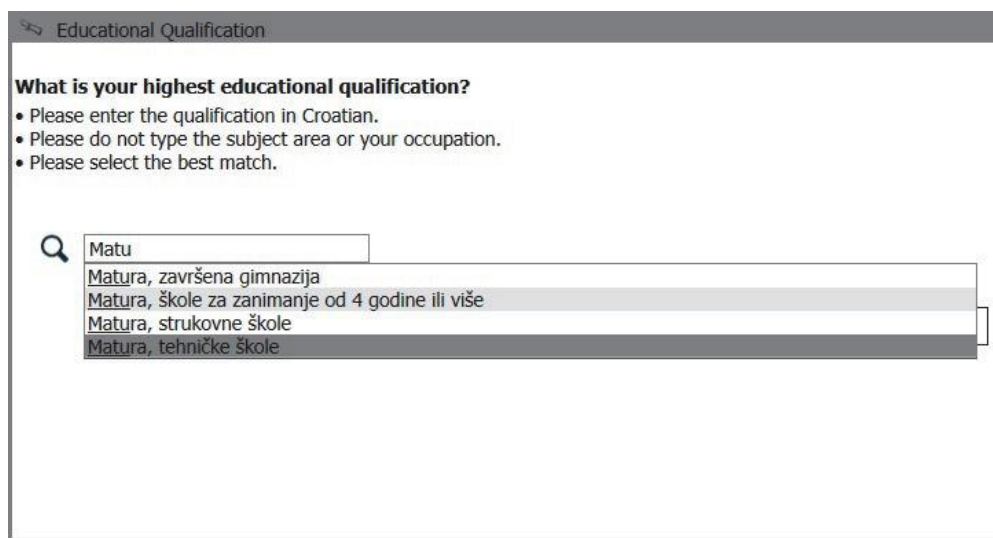 Educational Qualification
What is your highest educational qualification?
• Please enter the qualification in Croatian.
• Please do not type the subject area or your occupation.
• Please select the best match.
Matu
Matura, završena gimnazija
Matura, škole za zanimanje od 4 godine ili više
Matura, strukovne škole
Matura, tehničke škole